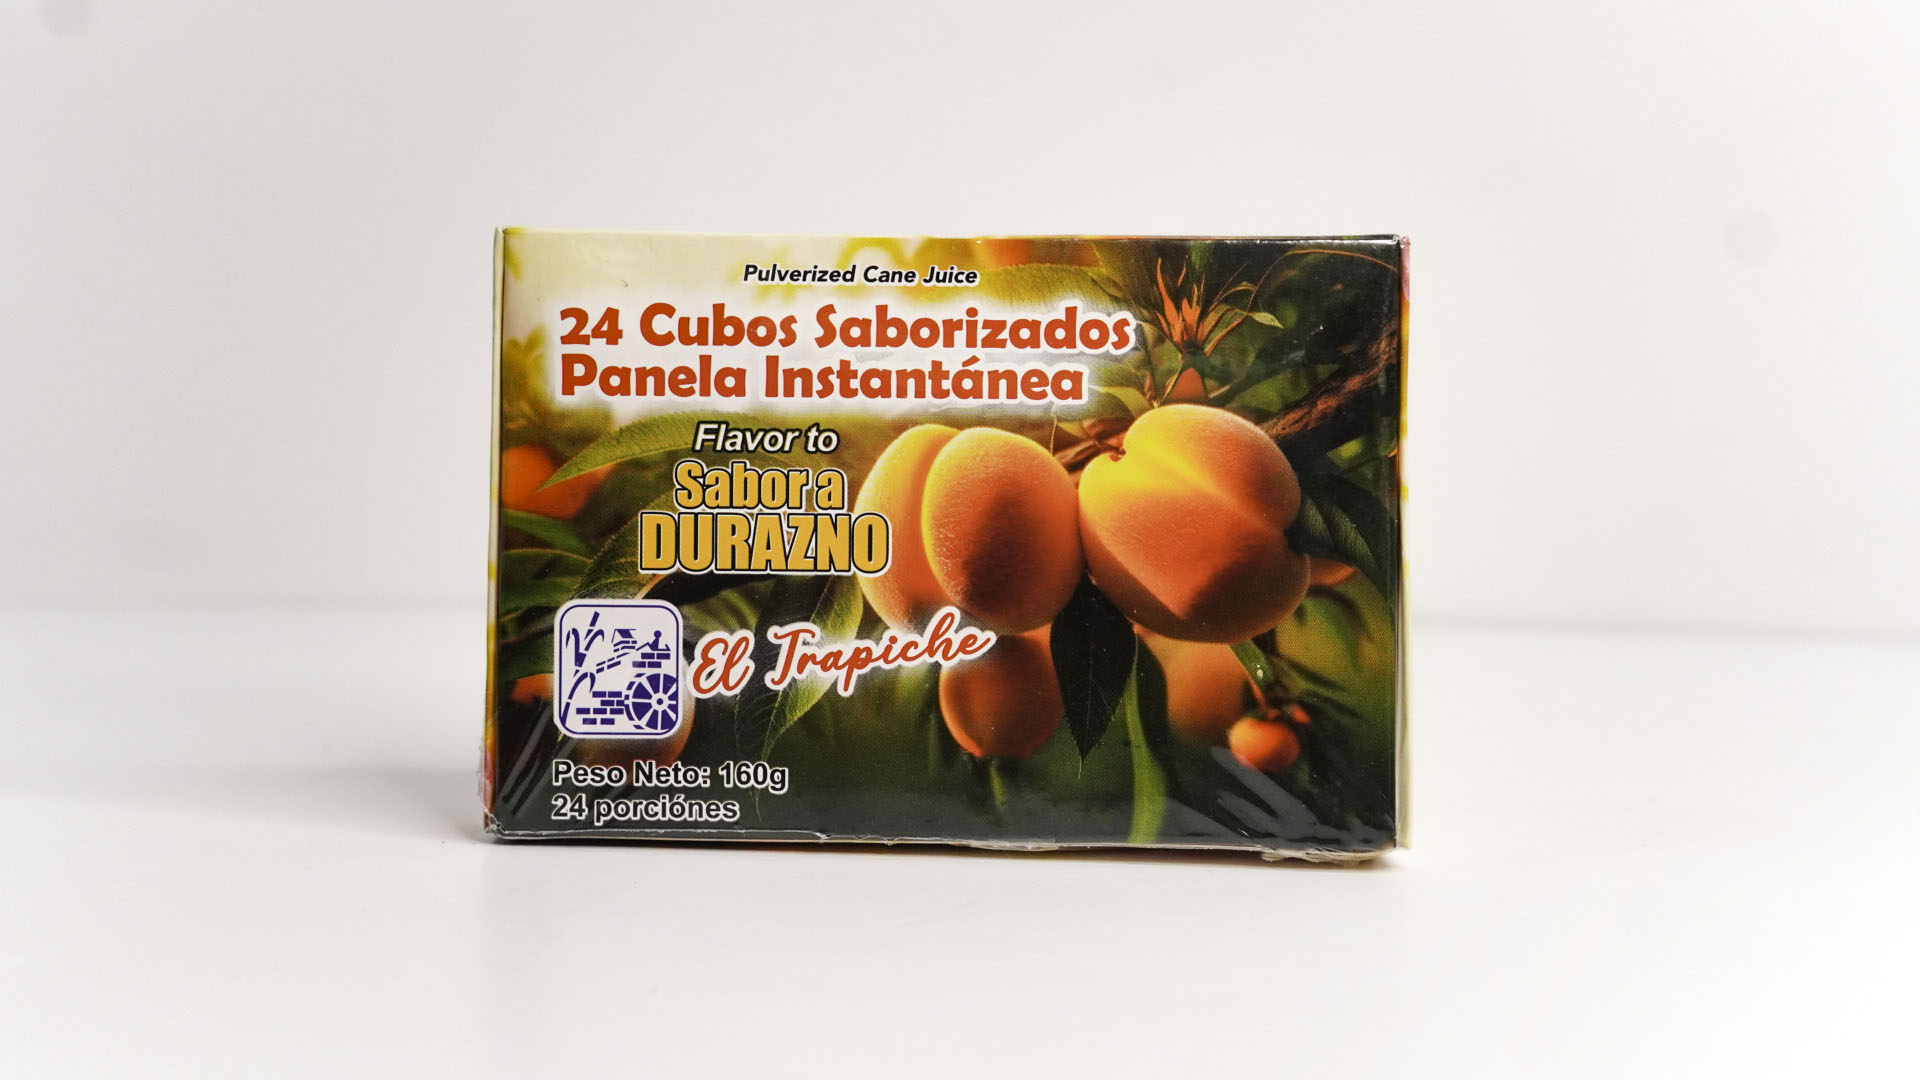 Pulverized Cane Juice
24 Cubos Saborizados
Panela Instantánea
Flavor to
Sabor a
DURAZNO
El Trapiche
Peso Neto: 160g
24 porciónes